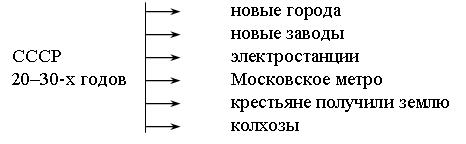 СССР
20–30-х годов
новые города
новые заводы
электростанции
Московское метро
крестьяне получили землю
колхозы